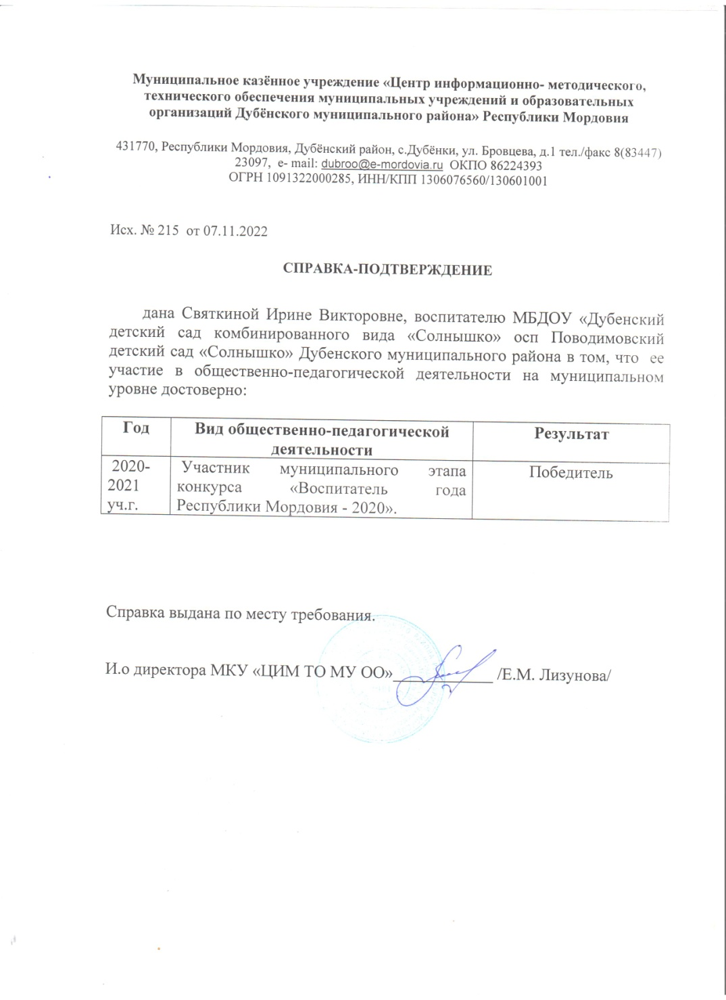 Муниципальное казённое учреждение «Центр информационно- методического,
технического обеспечения муниципальных учреждений и образовательных
организаций Дубёнского муниципального района» Республики Мордовия
431770, Республики Мордовия, Дубёнский район, с.Дубёнки, ул. Бровцева, д.1 тел./факс 8(83447)
23097, e- mail: dubroo@e-mordovia.ru ОКПО 86224393
ОГРН 1091322000285, ИНН/КПП 1306076560/130601001
Исх. № 215 от 07.11.2022
СПРАВКА-ПОДТВЕРЖДЕНИЕ
дана Святкиной Ирине Викторовне, воспитателю МБДОУ «Дубенский
детский сад комбинированного вида «Солнышко» осп Поводимовский
детский сад «Солнышко» Дубенского муниципального района в том, что ее
участие в общественно-педагогической деятельности на муниципальном
уровне достоверно:
Год Вид общественно-педагогической Результат
деятельности
2020- Участник муниципального этапа Победитель
2021 конкурса «Воспитатель года
уч.г. Республики Мордовия - 2020».
Справка выдана по месту требования.
И.о директора МКУ «ЦИМ ТО МУ ОО»____________ /Е.М. Лизунова/